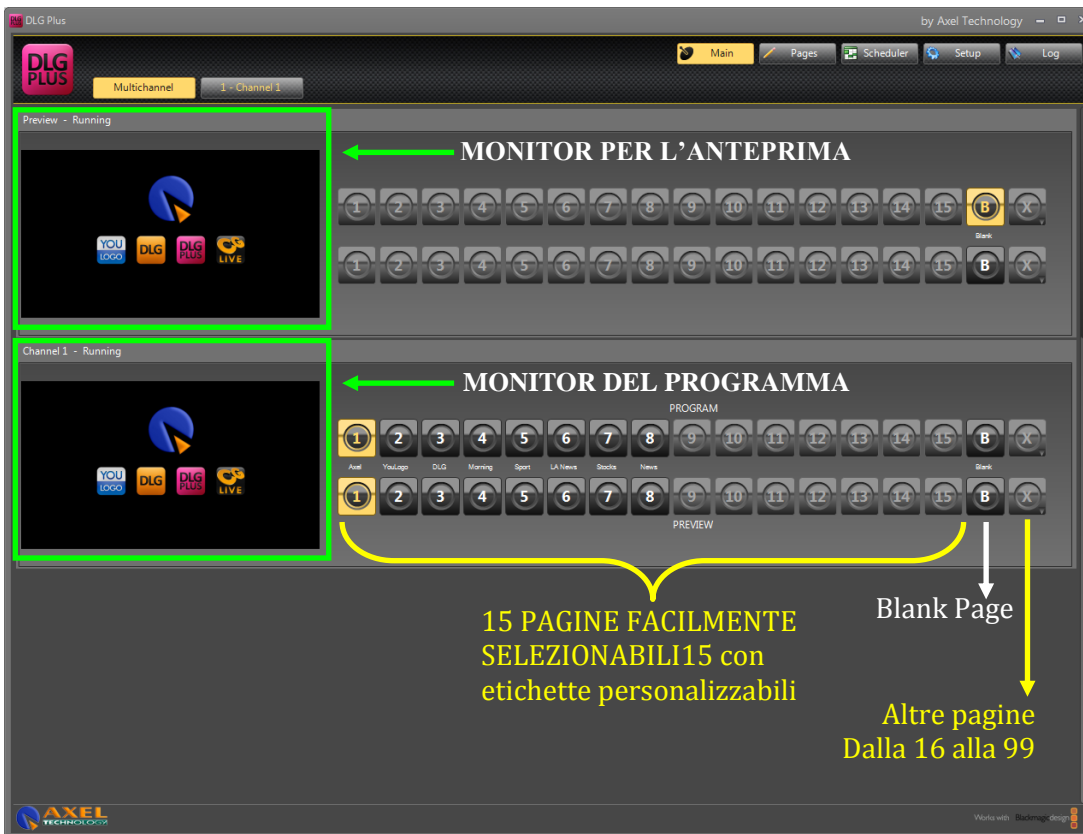 DLG Plus by Axel Technology
DLG PLUS
Main Pages Scheduler Setup Log
Multichannel 1 - Channel 1
Preview - Running
MONITOR PER L'ANTEPRIMA
1 2 3 4 5 6 7 8 9 10 11 12 13 14 15 B X
Blank
YOU LOGO DLG DLG PLUS LIVE
1 2 3 4 5 6 7 8 9 10 11 12 13 14 15 B X
Channel 1 - Running
MONITOR DEL PROGRAMMA
PROGRAM
1 2 3 4 5 6 7 8 9 10 11 12 13 14 15 B X
Axel YouLogo DLG Morning Sport LA News Stocks News Blank
YOU LOGO DLG DLG PLUS LIVE
1 2 3 4 5 6 7 8 9 10 11 12 13 14 15 B X
PREVIEW
15 PAGINE FACILMENTE
SELEZIONABILI15 con
etichette personalizzabili
Blank Page
Altre pagine
Dalla 16 alla 99
AXEL
TECHNOLOGY
Works with Blackmagicdesign